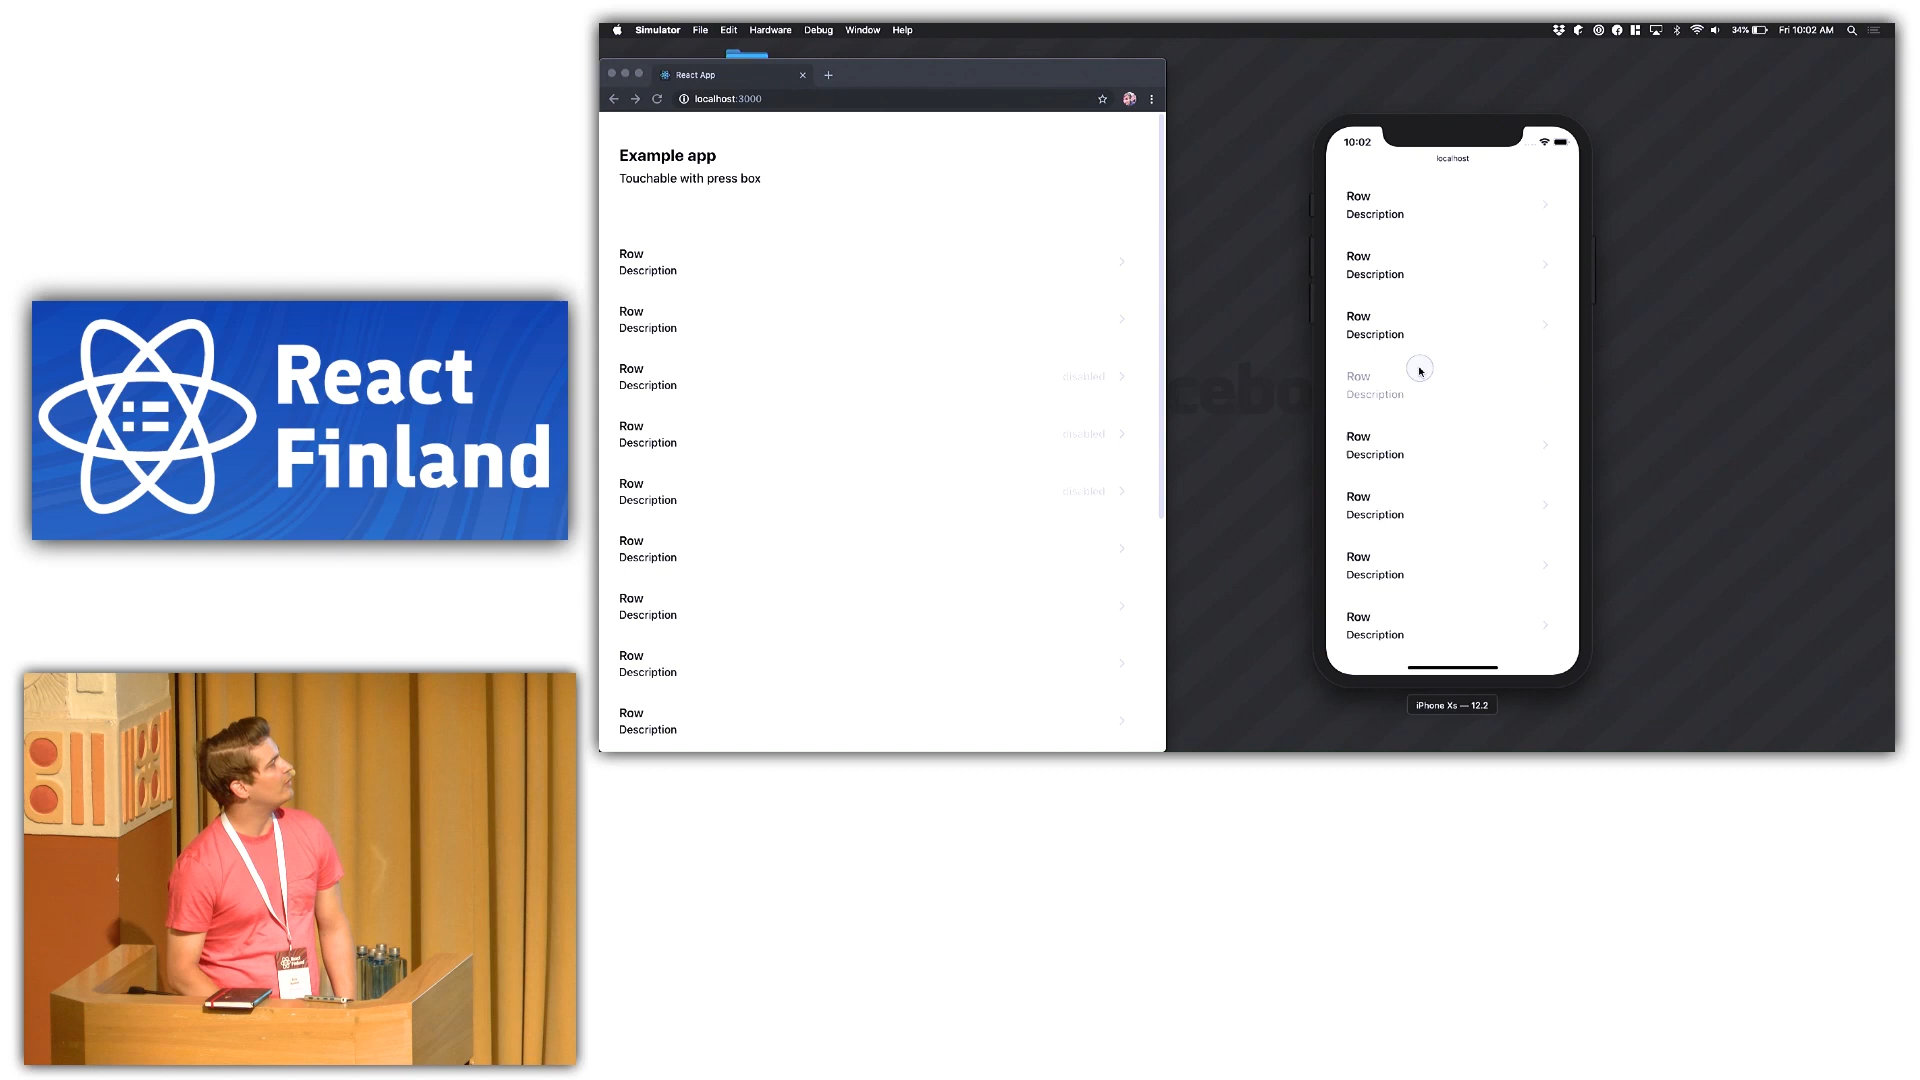 React
Finland
Simulator File Edit Hardware Debug Window Help
34% Fri 10:02 AM
React App
localhost:3000
Example app
Touchable with press box
Row
Description
Row
Description
Row
Description
disabled
Row
Description
disabled
Row
Description
disabled
Row
Description
Row
Description
Row
Description
Row
Description
cebo
10:02
localhost
Row
Description
Row
Description
Row
Description
Row
Description
Row
Description
Row
Description
Row
Description
Row
Description
iPhone Xs — 12.2
React
Finland